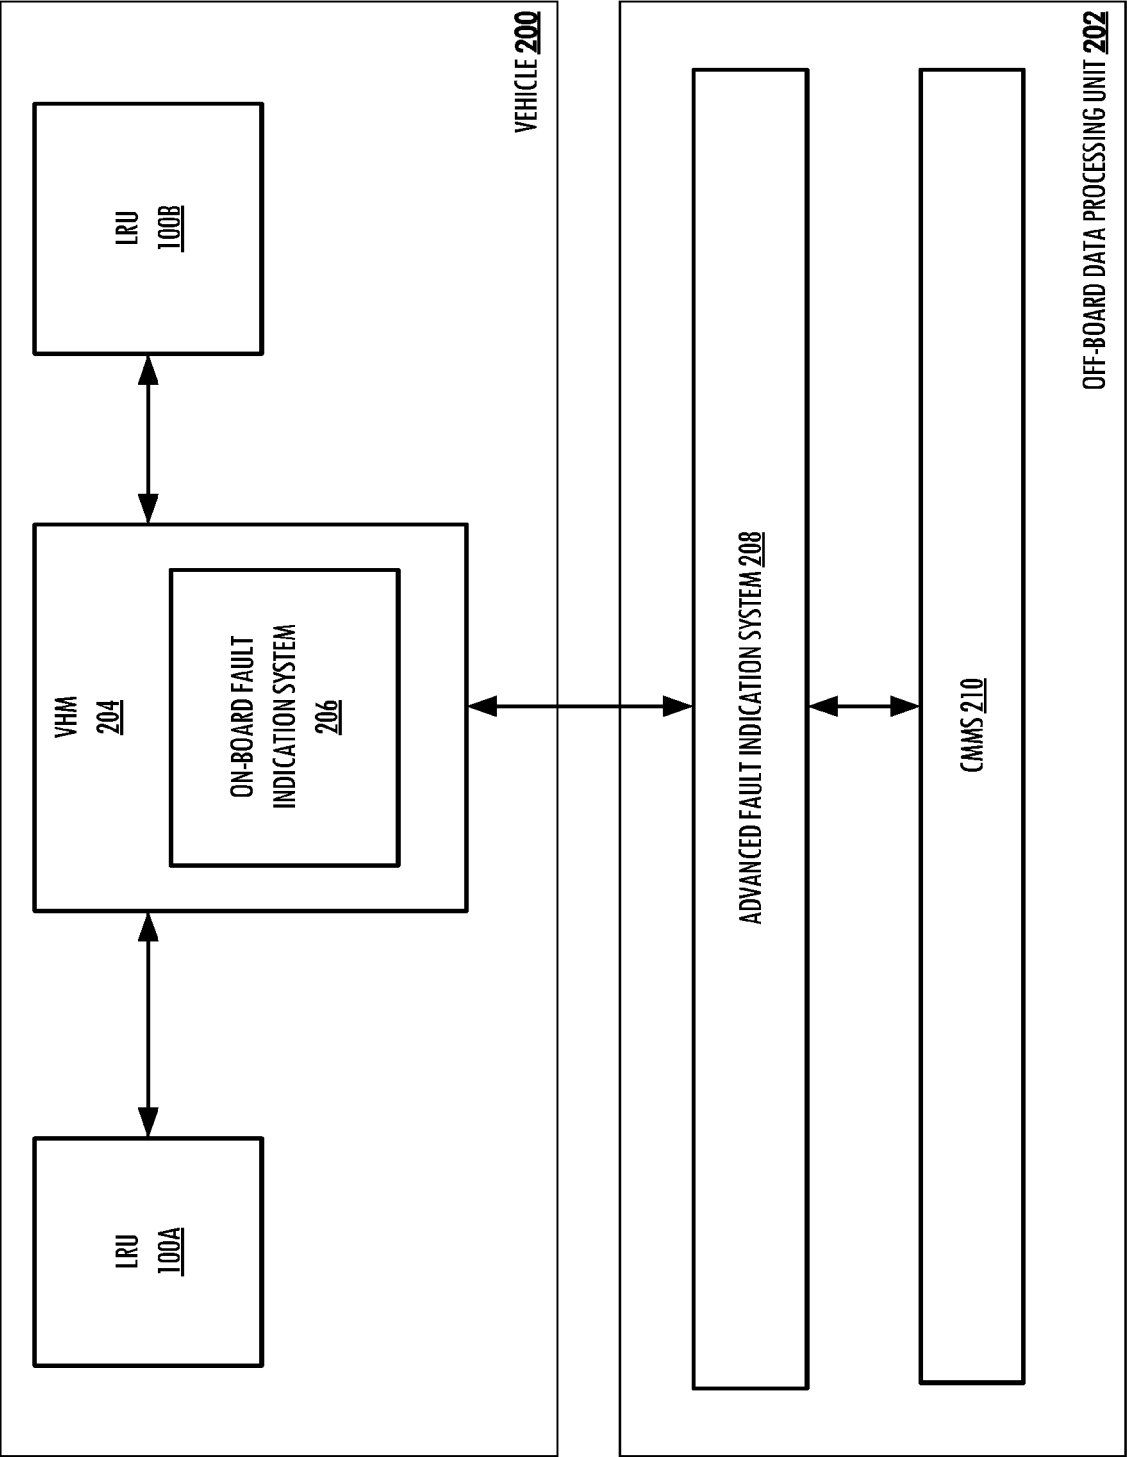 LRU
100A
VHM
204
ON-BOARD FAULT
INDICATION SYSTEM
206
LRU
100B
VEHICLE 200
ADVANCED FAULT INDICATION SYSTEM 208
CMMS 210
OFF-BOARD DATA PROCESSING UNIT 202